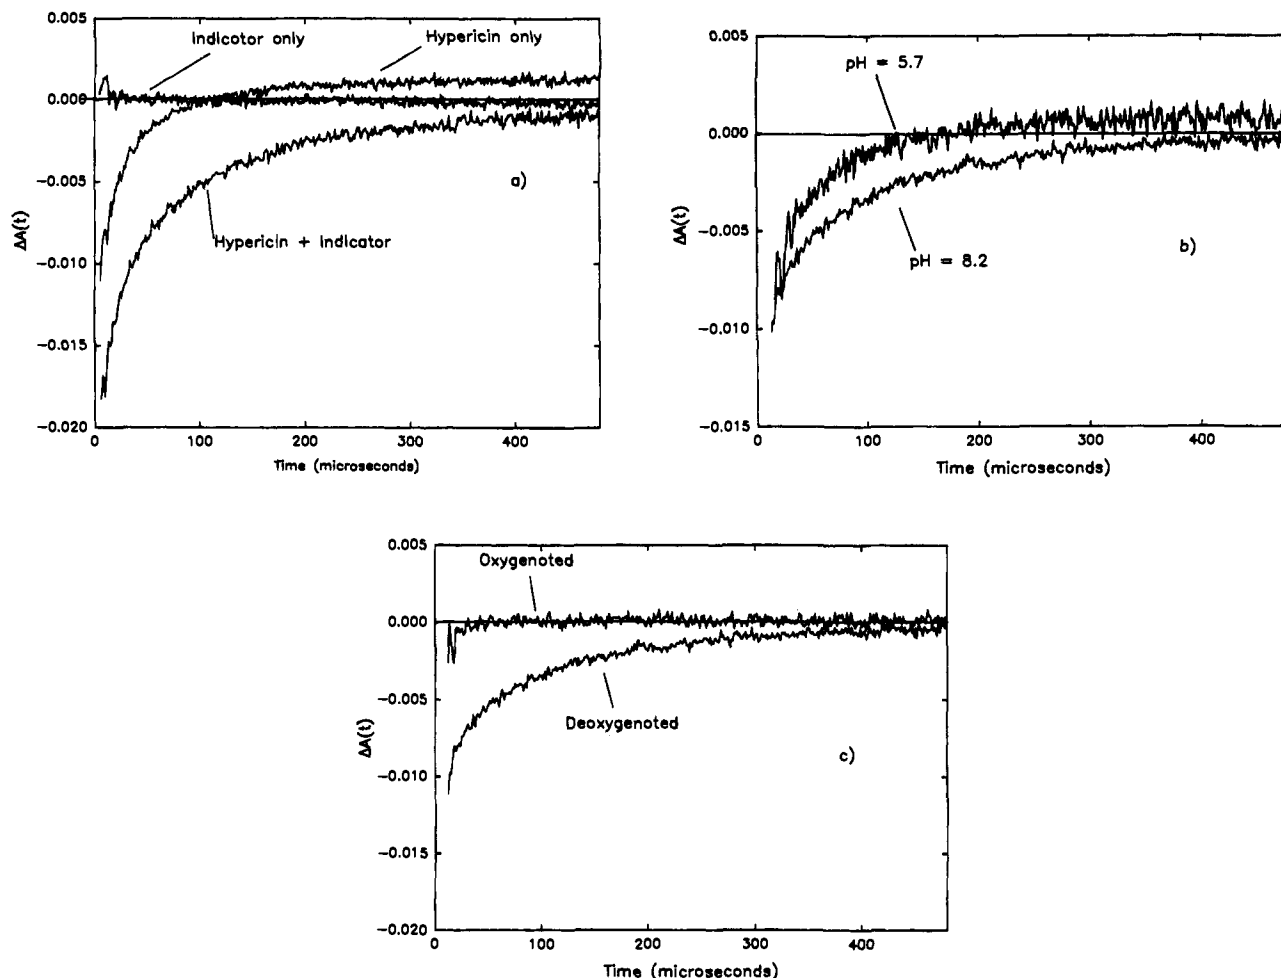 0.005
0.000
−0.005
−0.010
−0.015
−0.020
ΔA(t)
Indicotor only
Hypericin only
Hypericin + Indicator
a)
0 100 200 300 400
Time (microseconds)
0.005
0.000
−0.005
−0.010
−0.015
ΔA(t)
pH = 5.7
pH = 8.2
b)
0 100 200 300 400
Time (microseconds)
0.005
0.000
−0.005
−0.010
−0.015
−0.020
ΔA(t)
Oxygenoted
Deoxygenoted
c)
0 100 200 300 400
Time (microseconds)